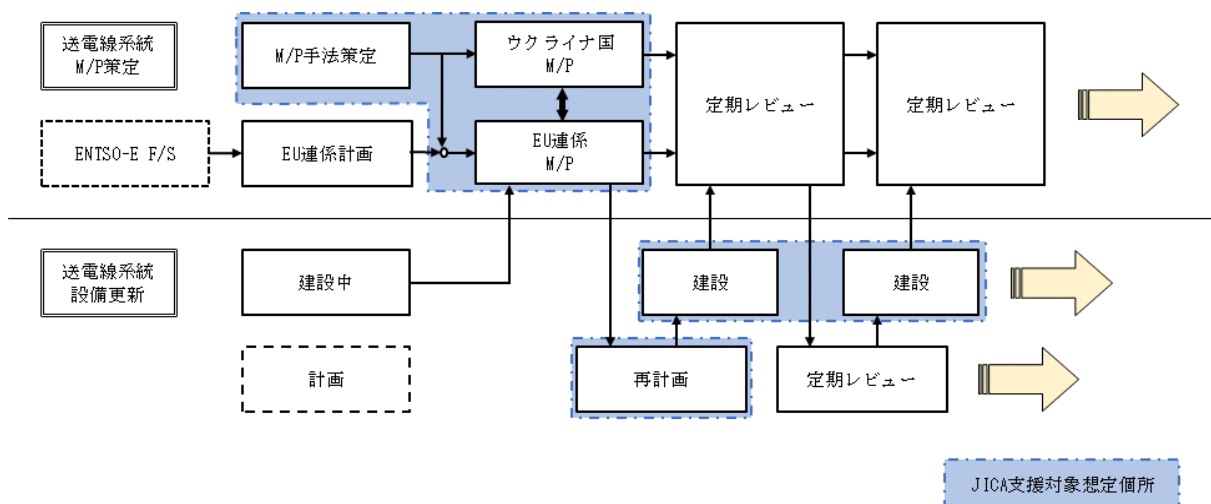 送電線系統
M/P策定
M/P手法策定
ウクライナ国
M/P
定期レビュー
定期レビュー
ENTSO-E F/S
EU連係計画
EU連係
M/P
送電線系統
設備更新
建設中
建設
建設
計画
再計画
定期レビュー
JICA支援対象想定個所